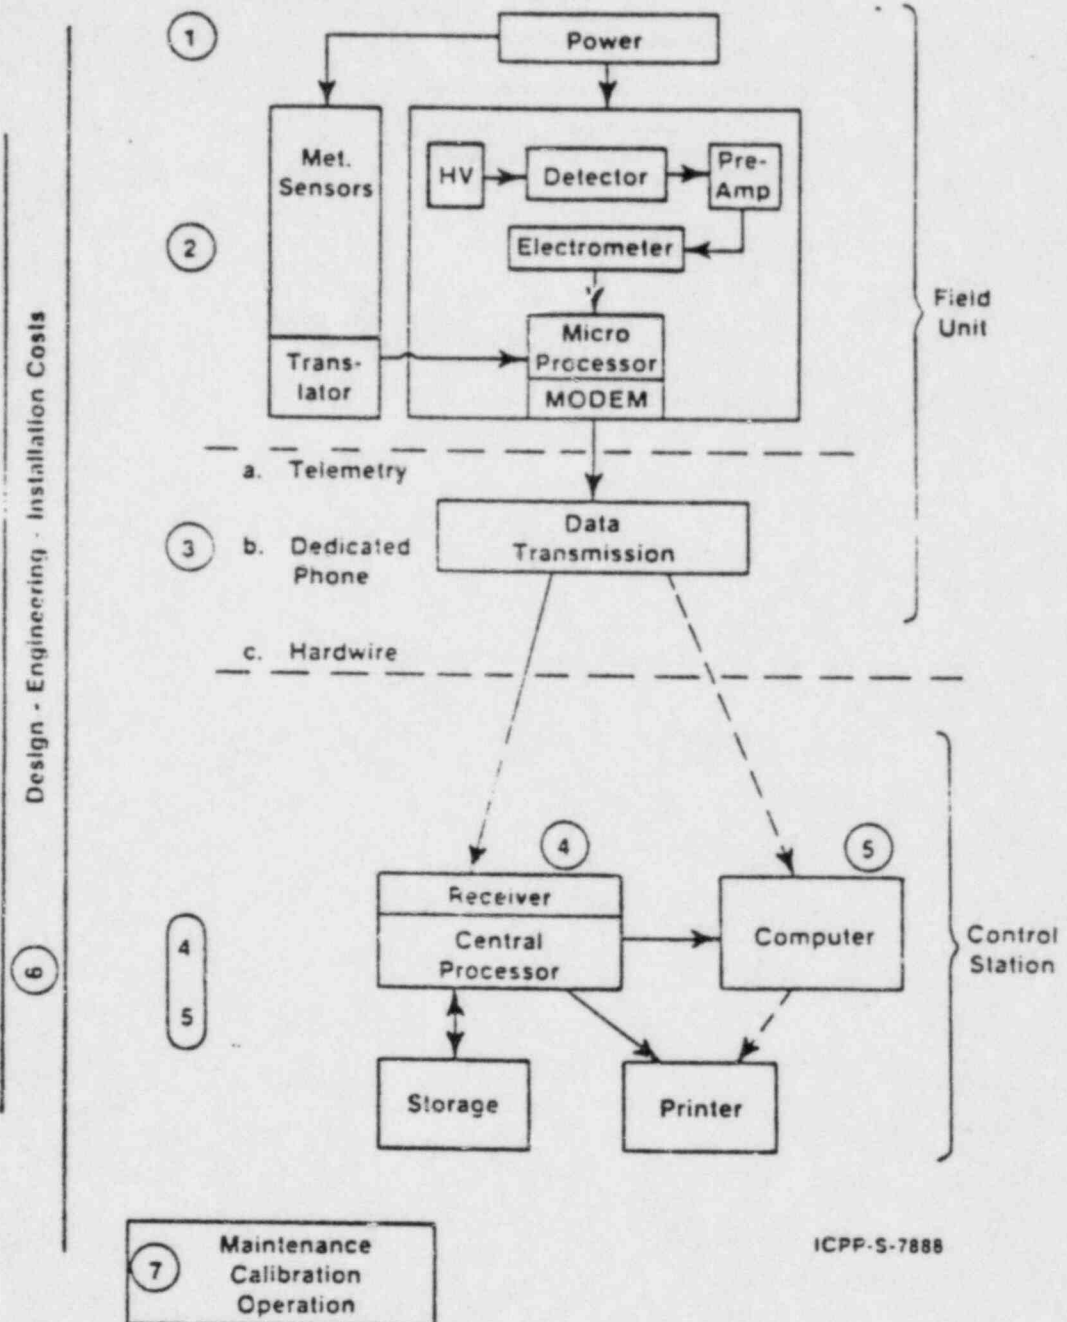 1
Power
Met.
Sensors
HV
Detector
Pre-
Amp
2
Electrometer
Field
Unit
Micro
Processor
Trans-
lator
MODEM
a. Telemetry
Data
Transmission
3
b. Dedicated
Phone
c. Hardwire
Design - Engineering - Installation Costs
6
4
5
Receiver
Central
Processor
Computer
Control
Station
4
5
Storage
Printer
7
Maintenance
Calibration
Operation
ICPP-S-7888